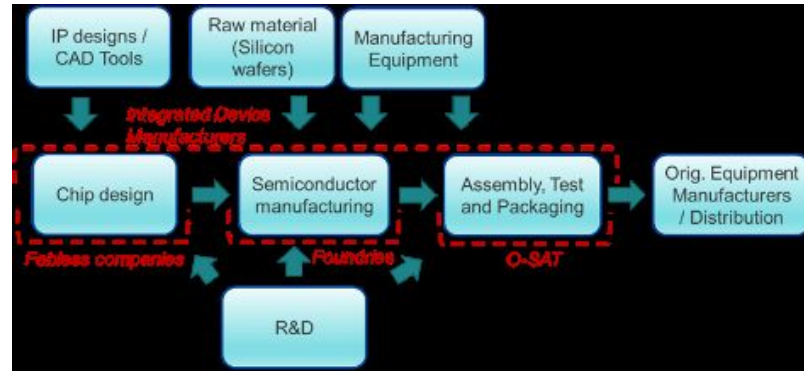 IP designs /
CAD Tools
Raw material
(Silicon
wafers)
Manufacturing
Equipment
Integrated Device
Manufacturers
Chip design
Semiconductor
manufacturing
Assembly, Test
and Packaging
Orig. Equipment
Manufacturers
/ Distribution
Fabless companies
Foundries
O-SAT
R&D